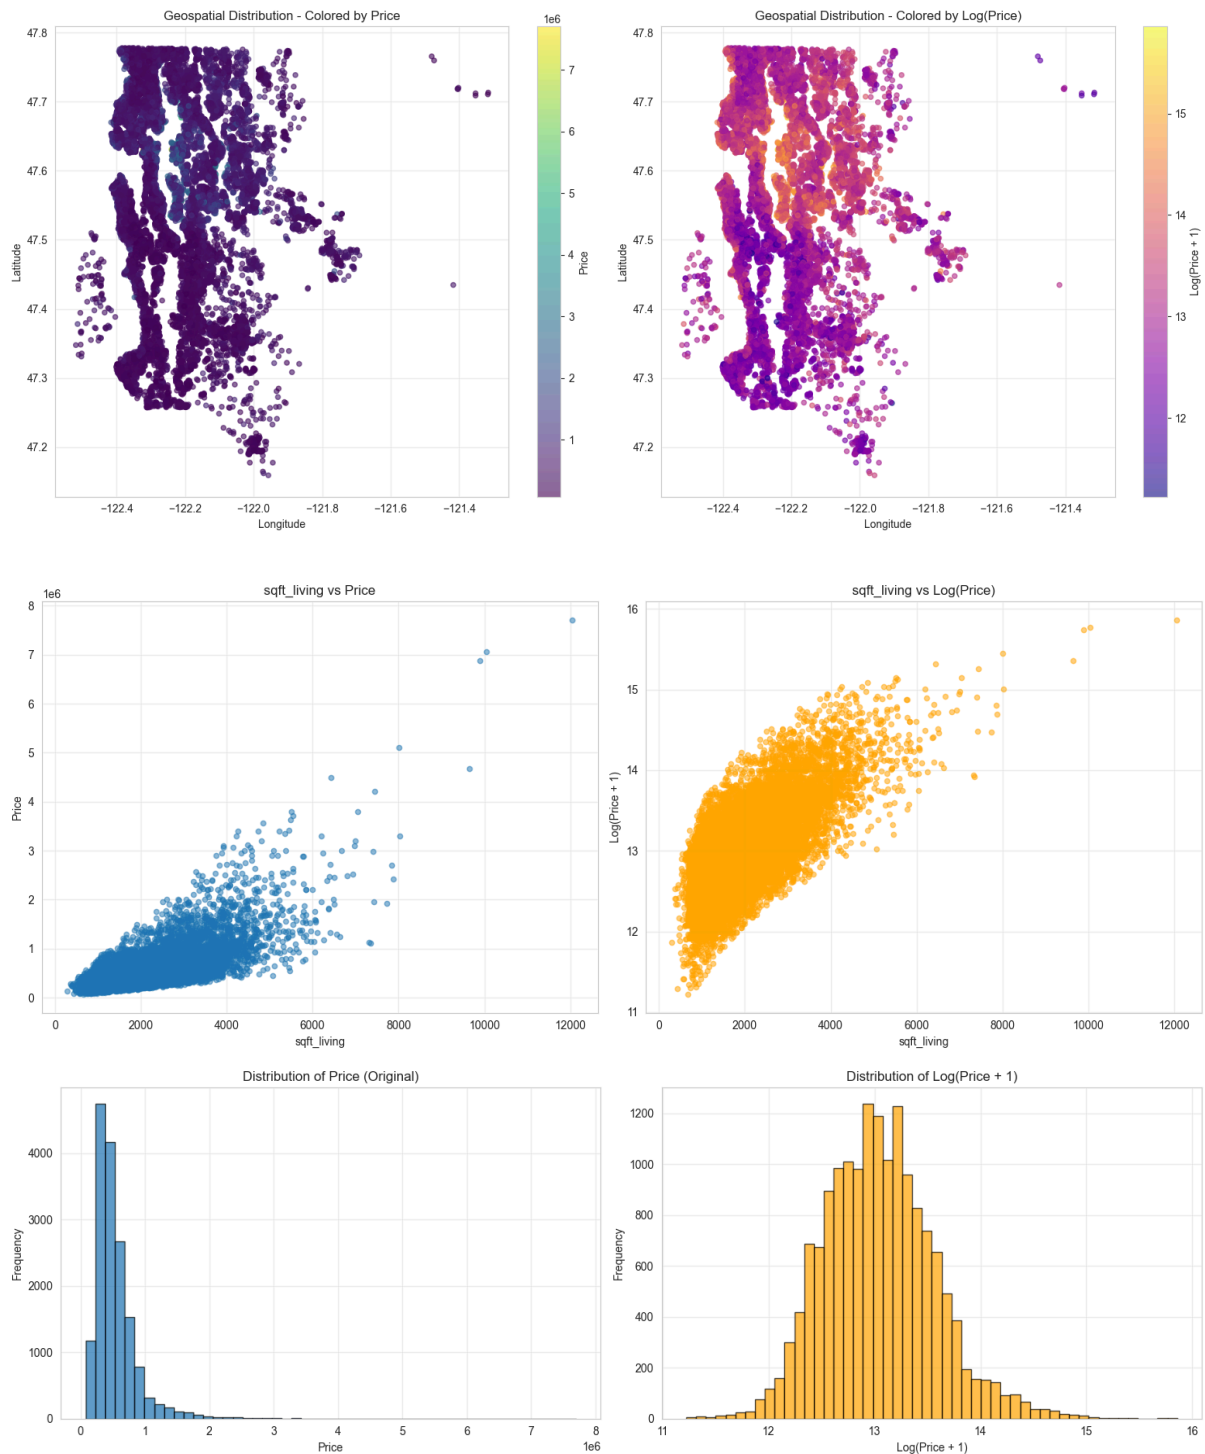 Geospatial Distribution - Colored by Price
1e6
47.8
47.7
47.6
47.5
47.4
47.3
47.2
Latitude
−122.4 −122.2 −122.0 −121.8 −121.6 −121.4
Longitude
7
6
5
4
3
2
1
Price
Geospatial Distribution - Colored by Log(Price)
47.8
47.7
47.6
47.5
47.4
47.3
47.2
Latitude
−122.4 −122.2 −122.0 −121.8 −121.6 −121.4
Longitude
15
14
13
12
Log(Price + 1)
sqft_living vs Price
1e6
8
7
6
5
4
3
2
1
0
Price
0 2000 4000 6000 8000 10000 12000
sqft_living
sqft_living vs Log(Price)
16
15
14
13
12
11
Log(Price + 1)
0 2000 4000 6000 8000 10000 12000
sqft_living
Distribution of Price (Original)
4000
3000
2000
1000
0
Frequency
0 1 2 3 4 5 6 7 8
1e6
Price
Distribution of Log(Price + 1)
1200
1000
800
600
400
200
0
Frequency
11 12 13 14 15 16
Log(Price + 1)